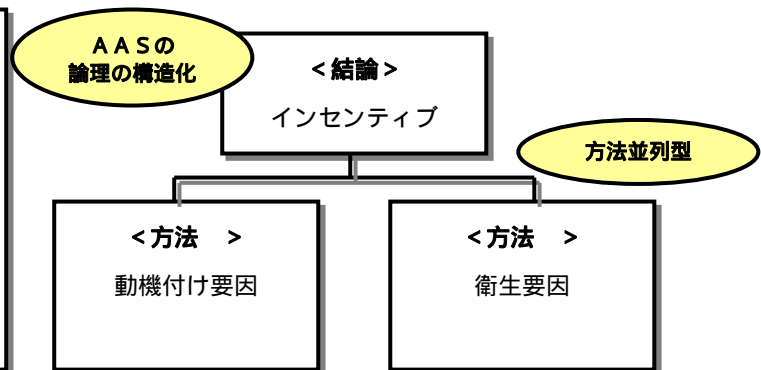 ＡＡＳの
論理の構造化
＜結論＞
インセンティブ
方法並列型
＜方法　＞
動機付け要因
＜方法　＞
衛生要因